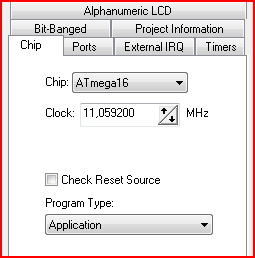 Alphanumeric LCD
Bit-Banged Project Information
Chip Ports External IRQ Timers
Chip: ATmega16
Clock: 11,059200 MHz
Check Reset Source
Program Type:
Application